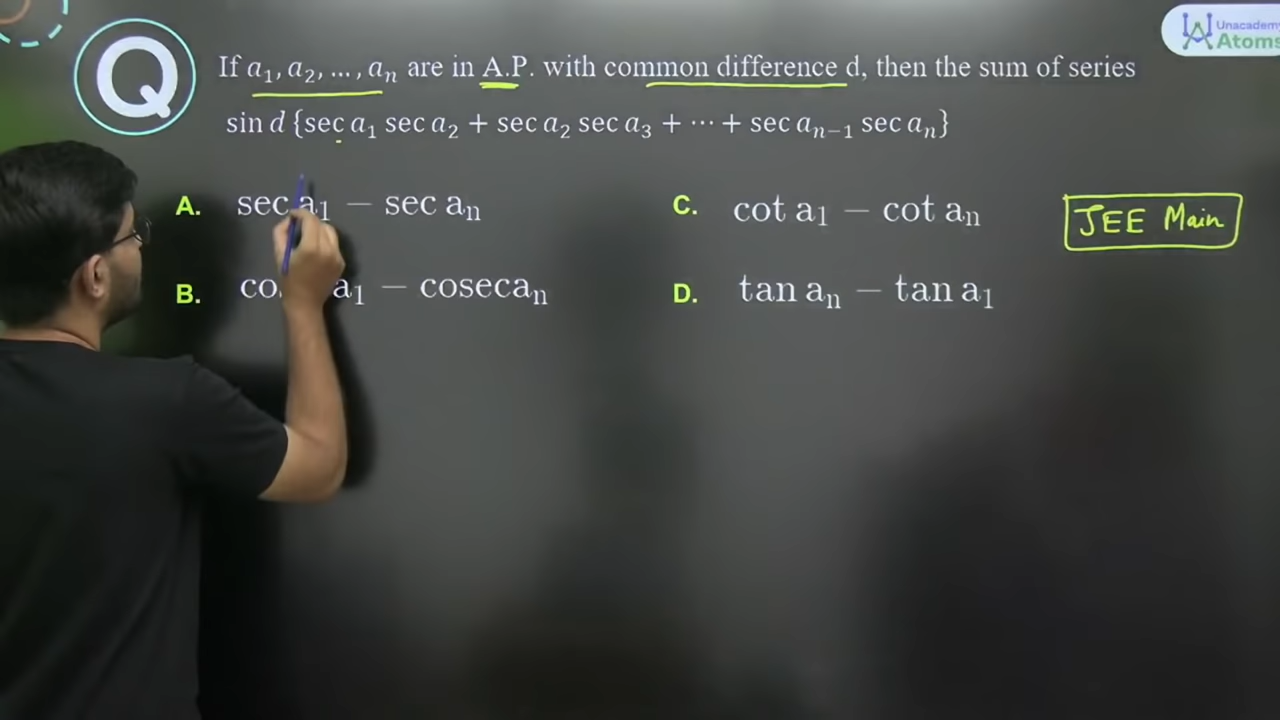 Q
If a₁, a₂, ..., aₙ are in A.P. with common difference d, then the sum of series
sin d {sec a₁ sec a₂ + sec a₂ sec a₃ + ⋯ + sec aₙ₋₁ sec aₙ}
A. sec a₁ − sec aₙ
B. a₁ − cosecaₙ
C. cot a₁ − cot aₙ
D. tan aₙ − tan a₁
JEE Main
Unacademy
Atoms